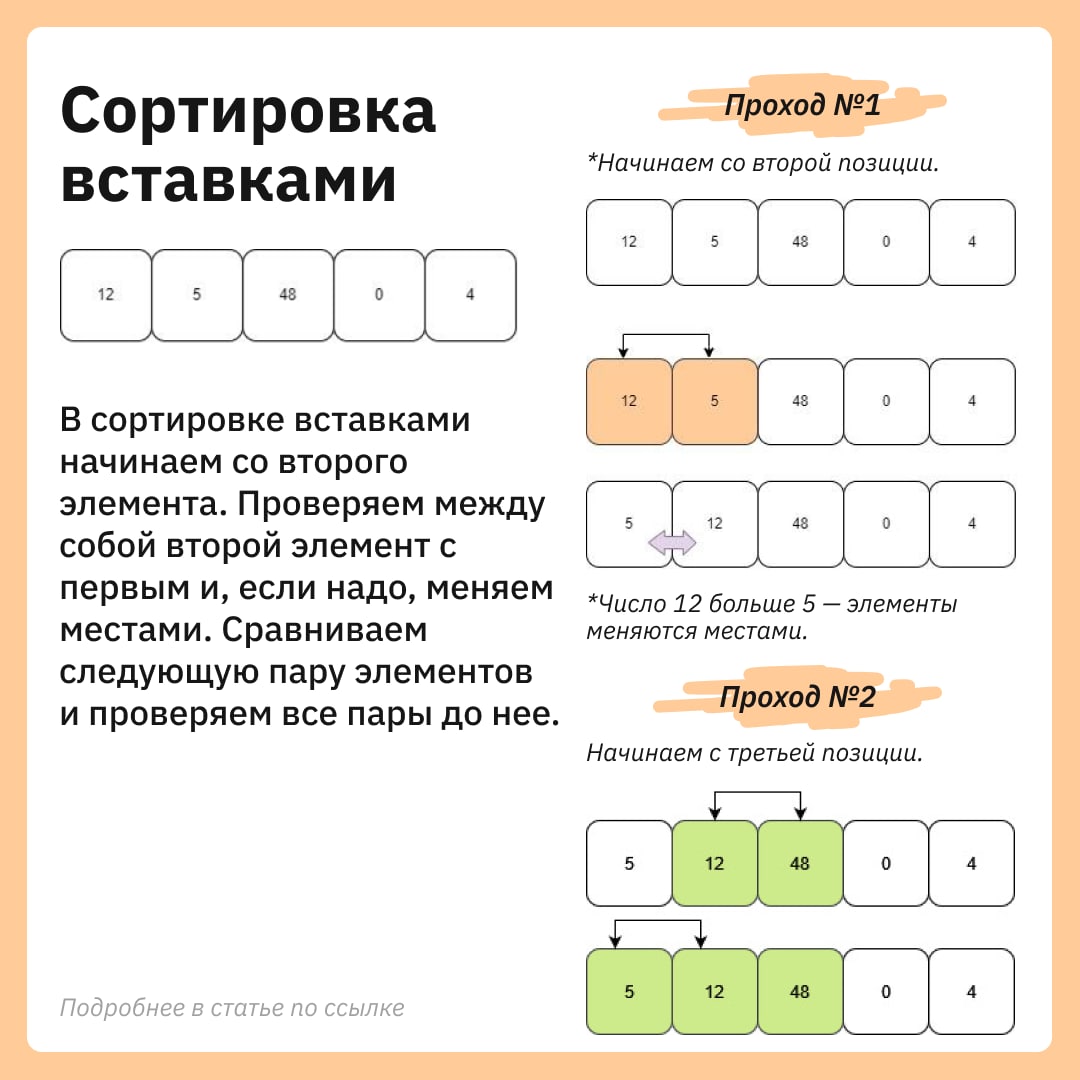 Сортировка
вставками
12 5 48 0 4
В сортировке вставками
начинаем со второго
элемента. Проверяем между
собой второй элемент с
первым и, если надо, меняем
местами. Сравниваем
следующую пару элементов
и проверяем все пары до нее.
Подробнее в статье по ссылке
Проход №1
*Начинаем со второй позиции.
12 5 48 0 4
12 5 48 0 4
5 12 48 0 4
*Число 12 больше 5 — элементы
меняются местами.
Проход №2
Начинаем с третьей позиции.
5 12 48 0 4
5 12 48 0 4